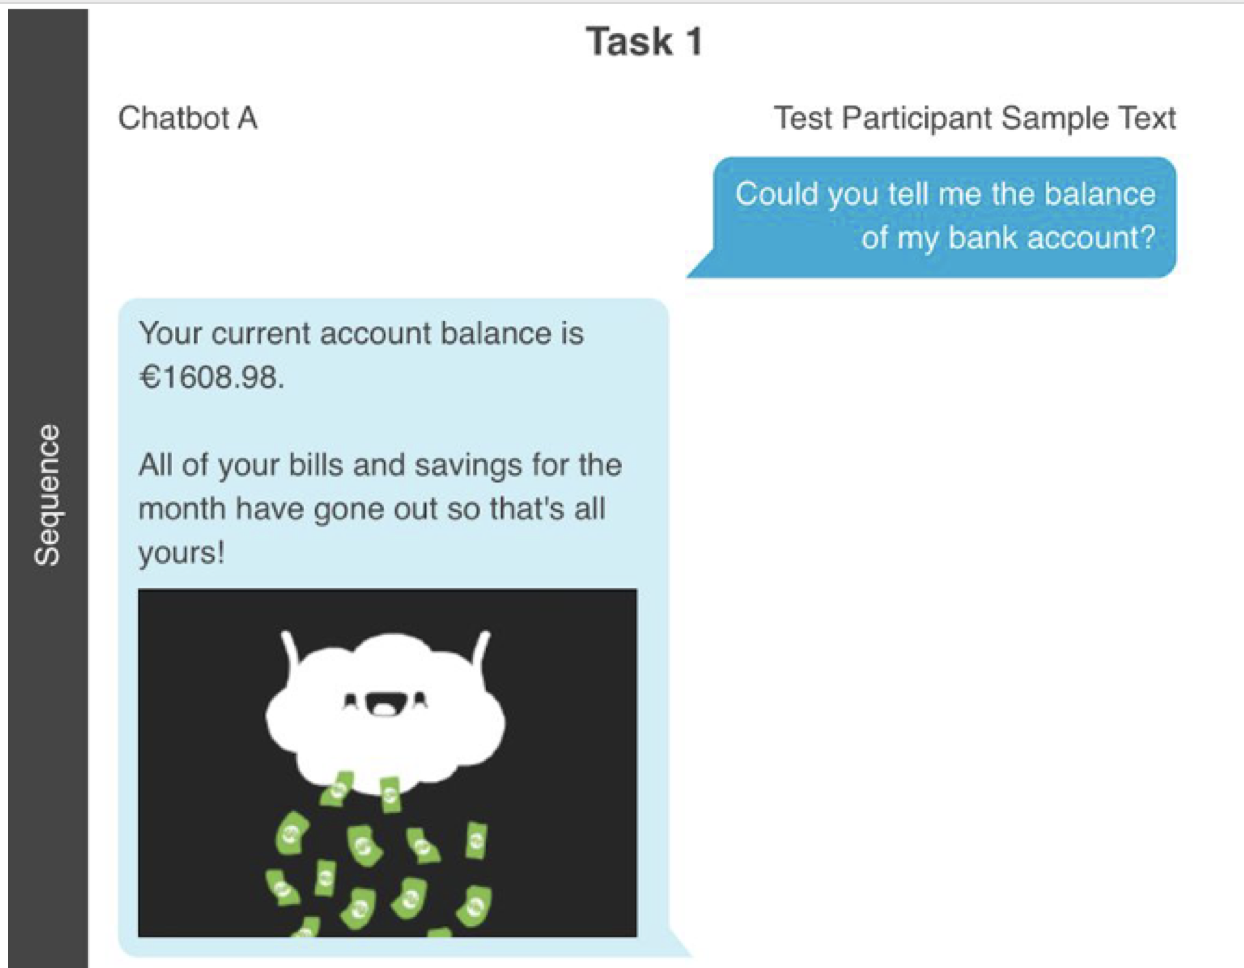 Task 1
Chatbot A
Test Participant Sample Text
Could you tell me the balance
of my bank account?
Your current account balance is
€1608.98.
All of your bills and savings for the
month have gone out so that's all
yours!
Sequence